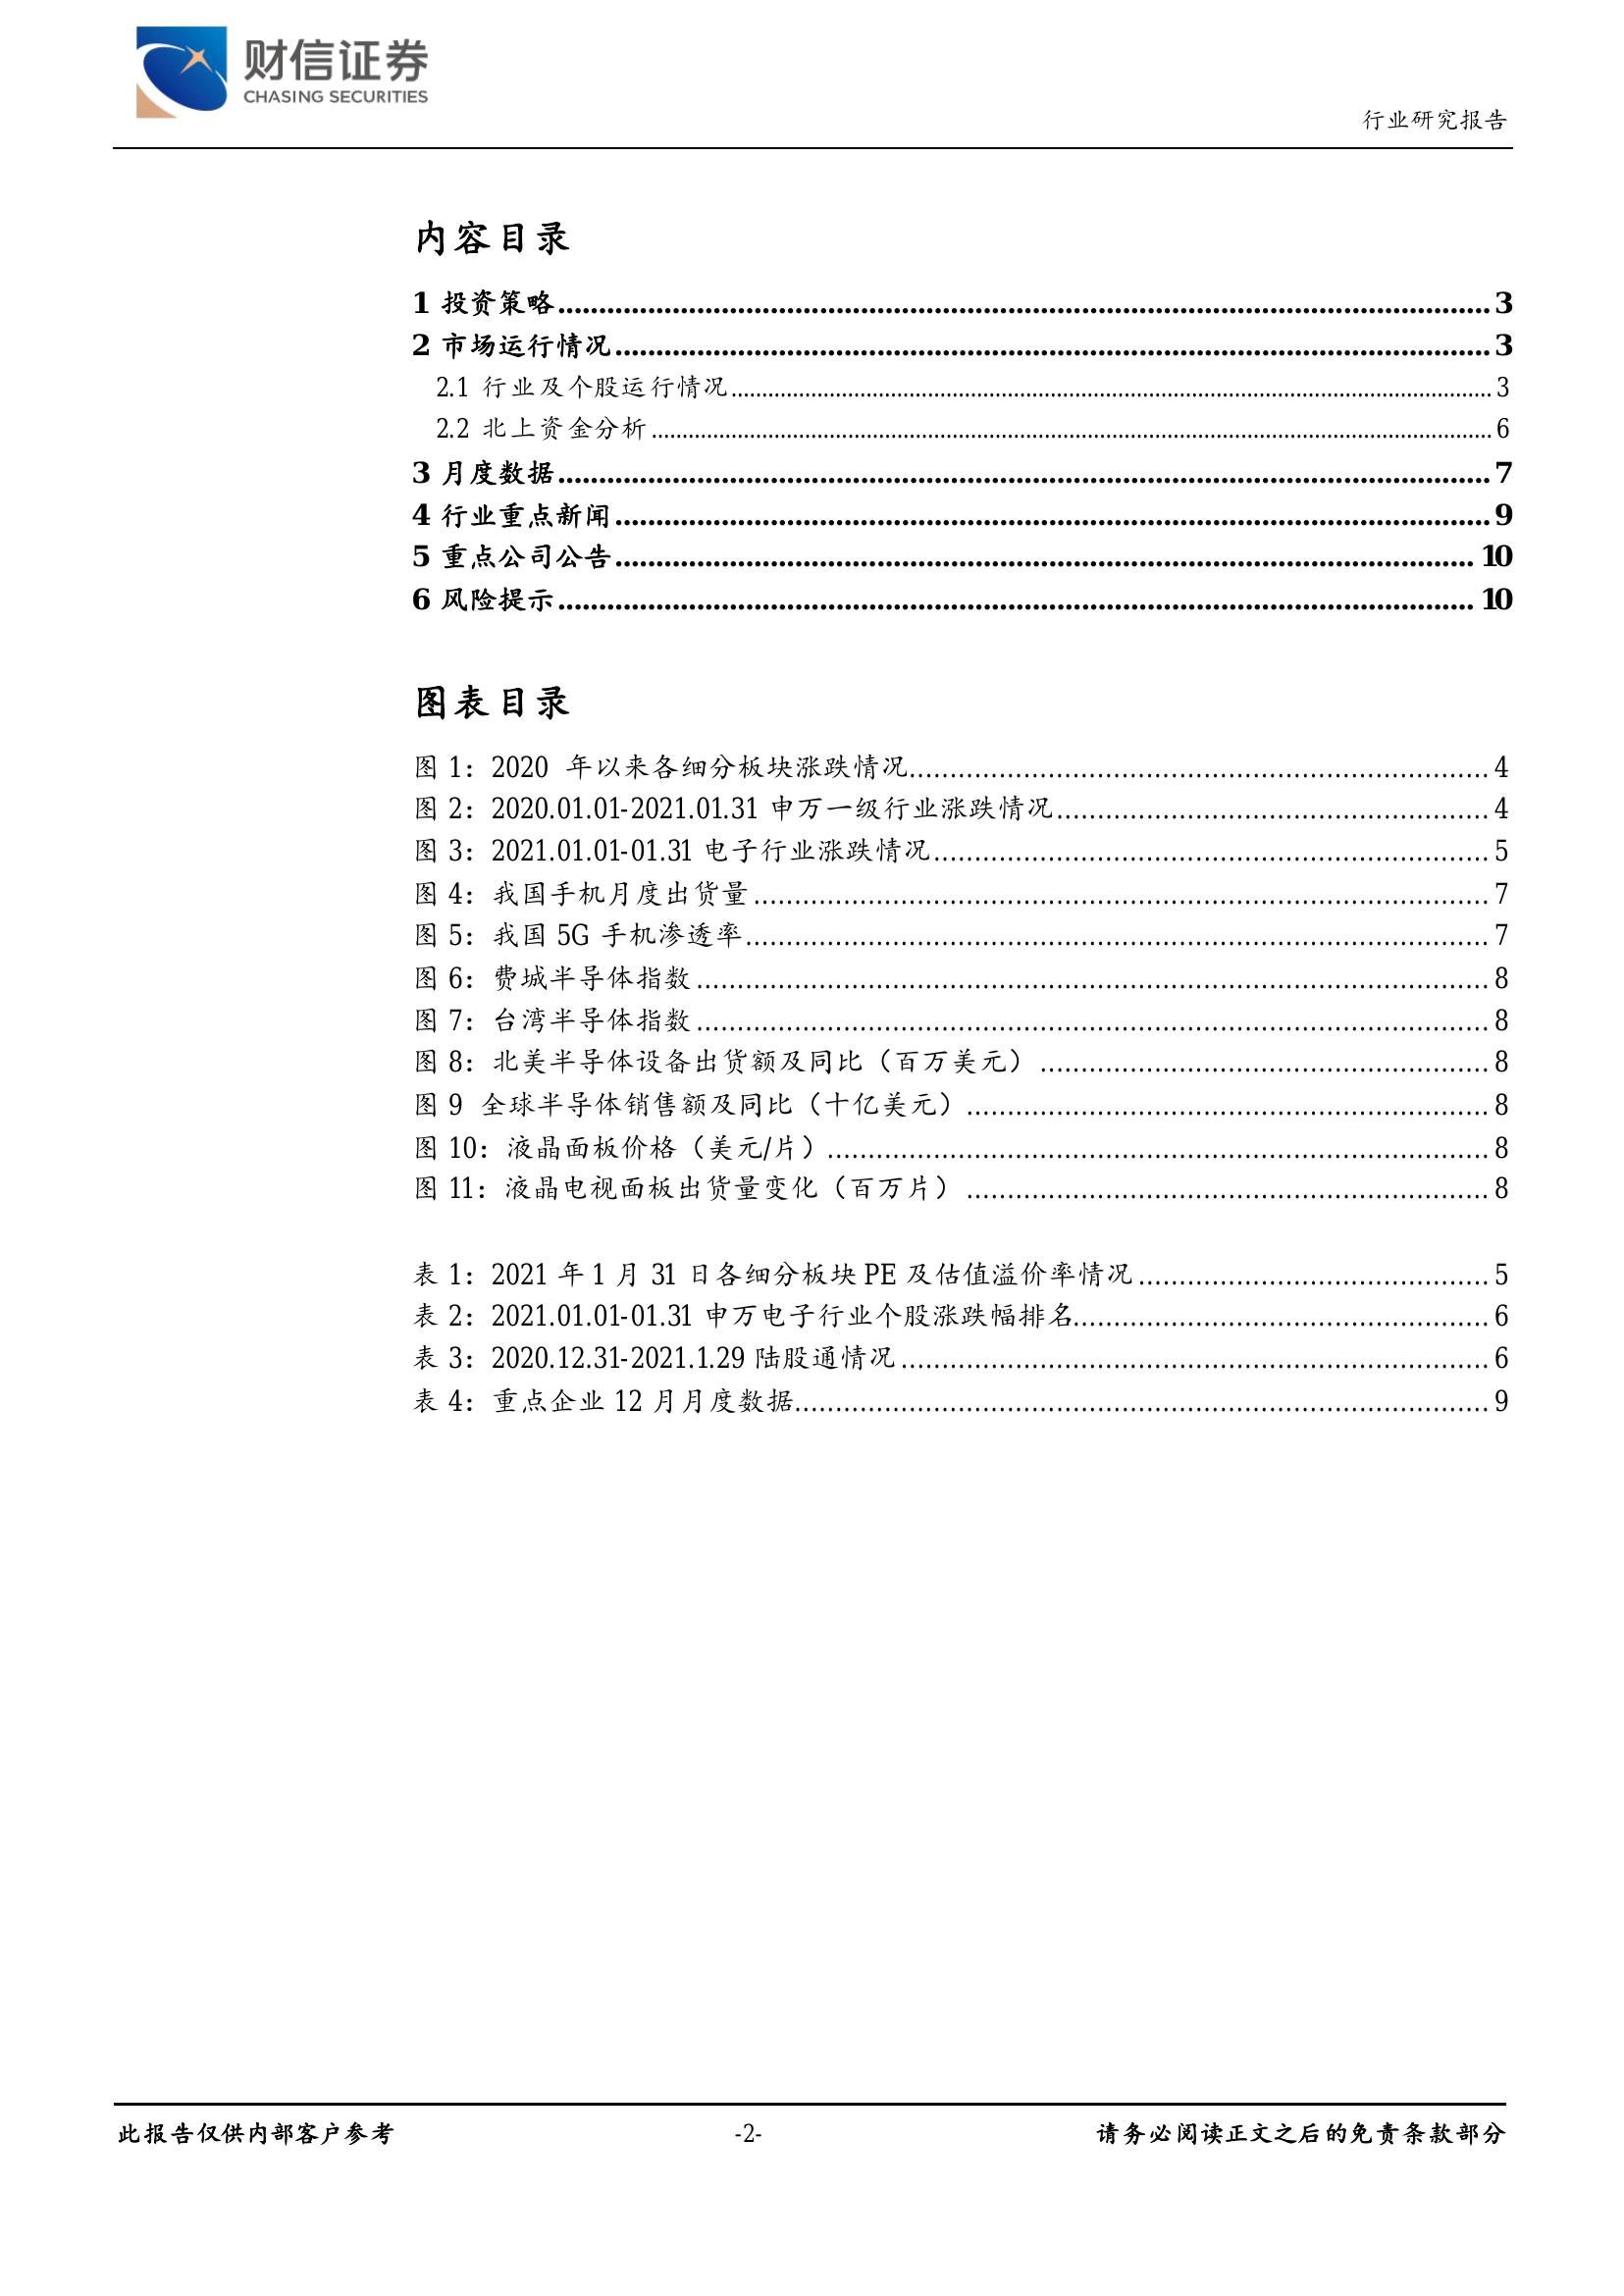 财信证券
CHASING SECURITIES
行业研究报告
内容目录
1 投资策略........................................ 3
2 市场运行情况........................................ 3
2.1 行业及个股运行情况........................................ 3
2.2 北上资金分析........................................ 6
3 月度数据........................................ 7
4 行业重点新闻........................................ 9
5 重点公司公告........................................ 10
6 风险提示........................................ 10
图表目录
图 1：2020 年以来各细分板块涨跌情况........................................ 4
图 2：2020.01.01-2021.01.31 申万一级行业涨跌情况........................................ 4
图 3：2021.01.01-01.31 电子行业涨跌情况........................................ 5
图 4：我国手机月度出货量........................................ 7
图 5：我国 5G 手机渗透率........................................ 7
图 6：费城半导体指数........................................ 8
图 7：台湾半导体指数........................................ 8
图 8：北美半导体设备出货额及同比（百万美元）........................................ 8
图 9 全球半导体销售额及同比（十亿美元）........................................ 8
图 10：液晶面板价格（美元/片）........................................ 8
图 11：液晶电视面板出货量变化（百万片）........................................ 8
表 1：2021 年 1 月 31 日各细分板块 PE 及估值溢价率情况........................................ 5
表 2：2021.01.01-01.31 申万电子行业个股涨跌幅排名........................................ 6
表 3：2020.12.31-2021.1.29 陆股通情况........................................ 6
表 4：重点企业 12 月月度数据........................................ 9
此报告仅供内部客户参考
-2-
请务必阅读正文之后的免责条款部分